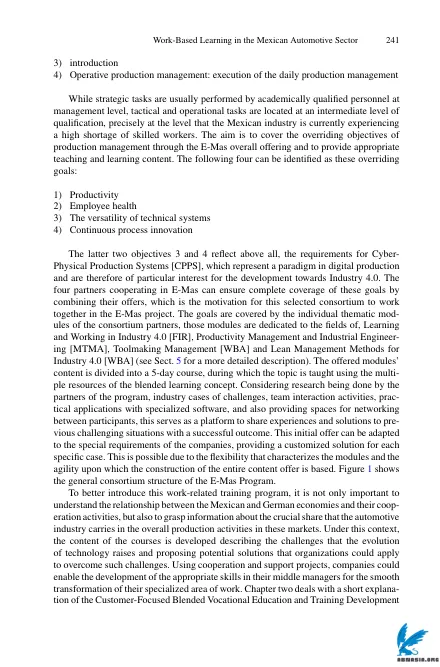 Work-Based Learning in the Mexican Automotive Sector 241
3) introduction
4) Operative production management: execution of the daily production management
While strategic tasks are usually performed by academically qualified personnel at
management level, tactical and operational tasks are located at an intermediate level of
qualification, precisely at the level that the Mexican industry is currently experiencing
a high shortage of skilled workers. The aim is to cover the overriding objectives of
production management through the E-Mas overall offering and to provide appropriate
teaching and learning content. The following four can be identified as these overriding
goals:
1) Productivity
2) Employee health
3) The versatility of technical systems
4) Continuous process innovation
The latter two objectives 3 and 4 reflect above all, the requirements for Cyber-
Physical Production Systems [CPPS], which represent a paradigm in digital production
and are therefore of particular interest for the development towards Industry 4.0. The
four partners cooperating in E-Mas can ensure complete coverage of these goals by
combining their offers, which is the motivation for this selected consortium to work
together in the E-Mas project. The goals are covered by the individual thematic mod-
ules of the consortium partners, those modules are dedicated to the fields of, Learning
and Working in Industry 4.0 [FIR], Productivity Management and Industrial Engineer-
ing [MTMA], Toolmaking Management [WBA] and Lean Management Methods for
Industry 4.0 [WBA] (see Sect. 5 for a more detailed description). The offered modules'
content is divided into a 5-day course, during which the topic is taught using the multi-
ple resources of the blended learning concept. Considering research being done by the
partners of the program, industry cases of challenges, team interaction activities, prac-
tical applications with specialized software, and also providing spaces for networking
between participants, this serves as a platform to share experiences and solutions to pre-
vious challenging situations with a successful outcome. This initial offer can be adapted
to the special requirements of the companies, providing a customized solution for each
specific case. This is possible due to the flexibility that characterizes the modules and the
agility upon which the construction of the entire content offer is based. Figure 1 shows
the general consortium structure of the E-Mas Program.
To better introduce this work-related training program, it is not only important to
understand the relationship between the Mexican and German economies and their coop-
eration activities, but also to grasp information about the crucial share that the automotive
industry carries in the overall production activities in these markets. Under this context,
the content of the courses is developed describing the challenges that the evolution
of technology raises and proposing potential solutions that organizations could apply
to overcome such challenges. Using cooperation and support projects, companies could
enable the development of the appropriate skills in their middle managers for the smooth
transformation of their specialized area of work. Chapter two deals with a short explana-
tion of the Customer-Focused Blended Vocational Education and Training Development